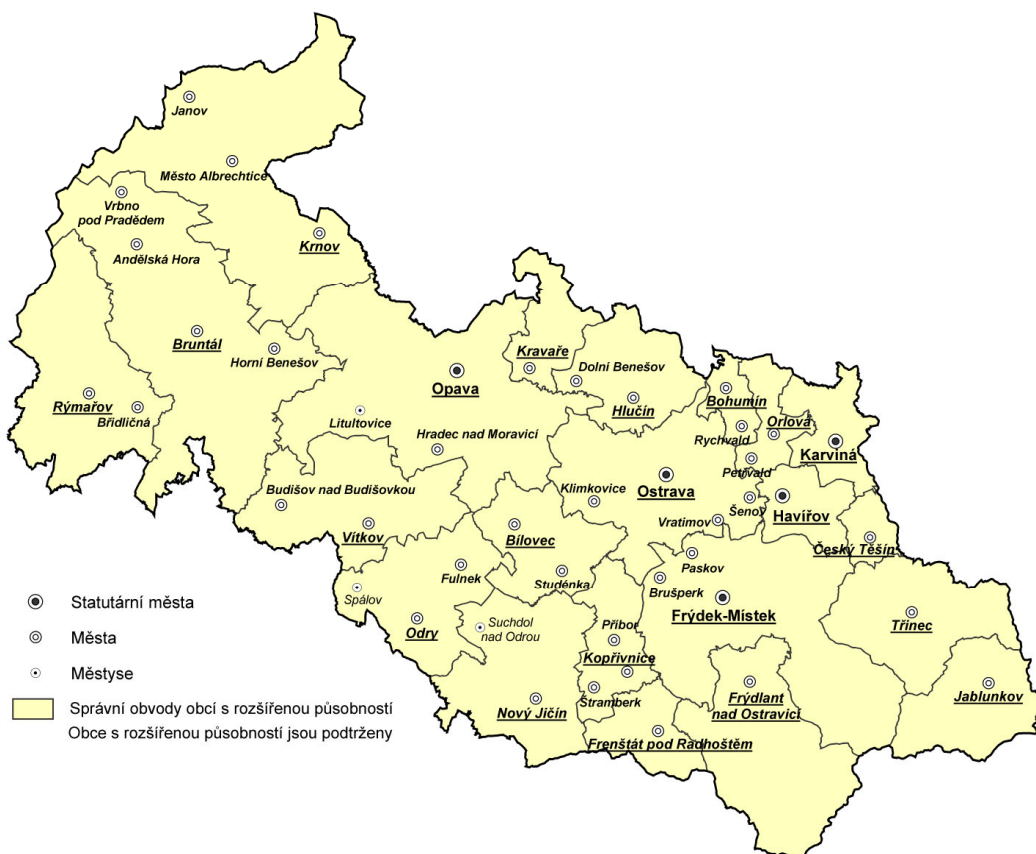 Janov
Město Albrechtice
Vrbno
pod Pradědem
Krnov
Andělská Hora
Bruntál
Horní Benešov
Kravaře
Dolní Benešov
Opava
Bohumín
Rýmařov
Břidličná
Hlučín
Litultovice
Orlová
Rychvald
Hradec nad Moravicí
Karviná
Petřvald
Ostrava
Budišov nad Budišovkou
Klimkovice
Šenov
Havířov
Vítkov
Bílovec
Vratimov
Český Těšín
Paskov
Fulnek
Studénka
Brušperk
Spálov
Frýdek-Místek
Třinec
Odry
Suchdol
nad Odrou
Příbor
Kopřivnice
Štramberk
Nový Jičín
Frýdlant
nad Ostravicí
Jablunkov
Frenštát pod Radhoštěm
Statutární města
Města
Městyse
Správní obvody obcí s rozšířenou působností
Obce s rozšířenou působností jsou podtrženy